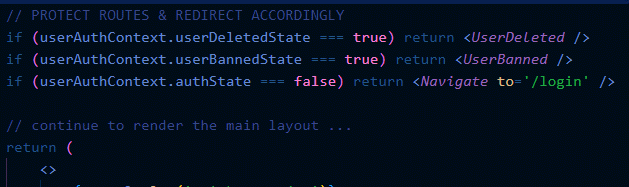 // PROTECT ROUTES & REDIRECT ACCORDINGLY
if (userAuthContext.userDeletedState === true) return <UserDeleted />
if (userAuthContext.userBannedState === true) return <UserBanned />
if (userAuthContext.authState === false) return <Navigate to='/login' />
// continue to render the main layout ...
return (
<>